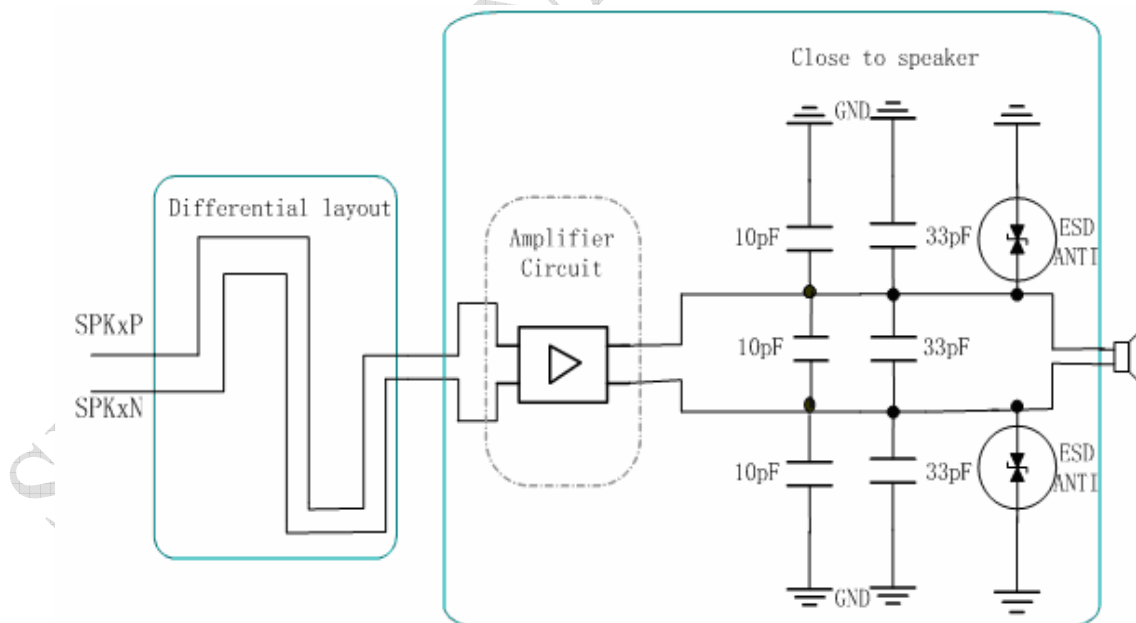 Close to speaker
GND
Differential layout
Amplifier
Circuit
10pF
33pF
ESD
ANTI
SPKxP
SPKxN
10pF
33pF
10pF
33pF
ESD
ANTI
GND